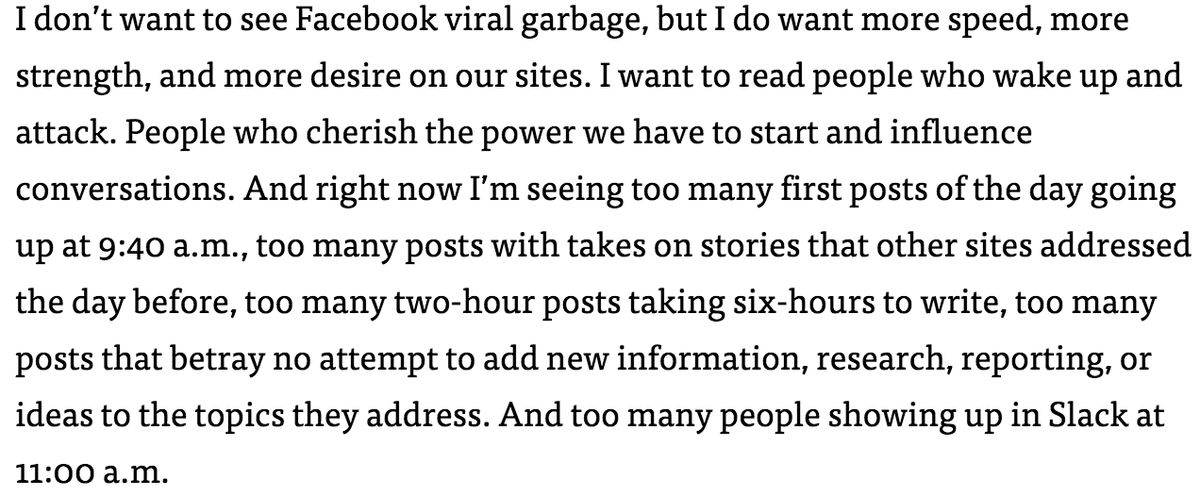 I don’t want to see Facebook viral garbage, but I do want more speed, more
strength, and more desire on our sites. I want to read people who wake up and
attack. People who cherish the power we have to start and influence
conversations. And right now I’m seeing too many first posts of the day going
up at 9:40 a.m., too many posts with takes on stories that other sites addressed
the day before, too many two-hour posts taking six-hours to write, too many
posts that betray no attempt to add new information, research, reporting, or
ideas to the topics they address. And too many people showing up in Slack at
11:00 a.m.